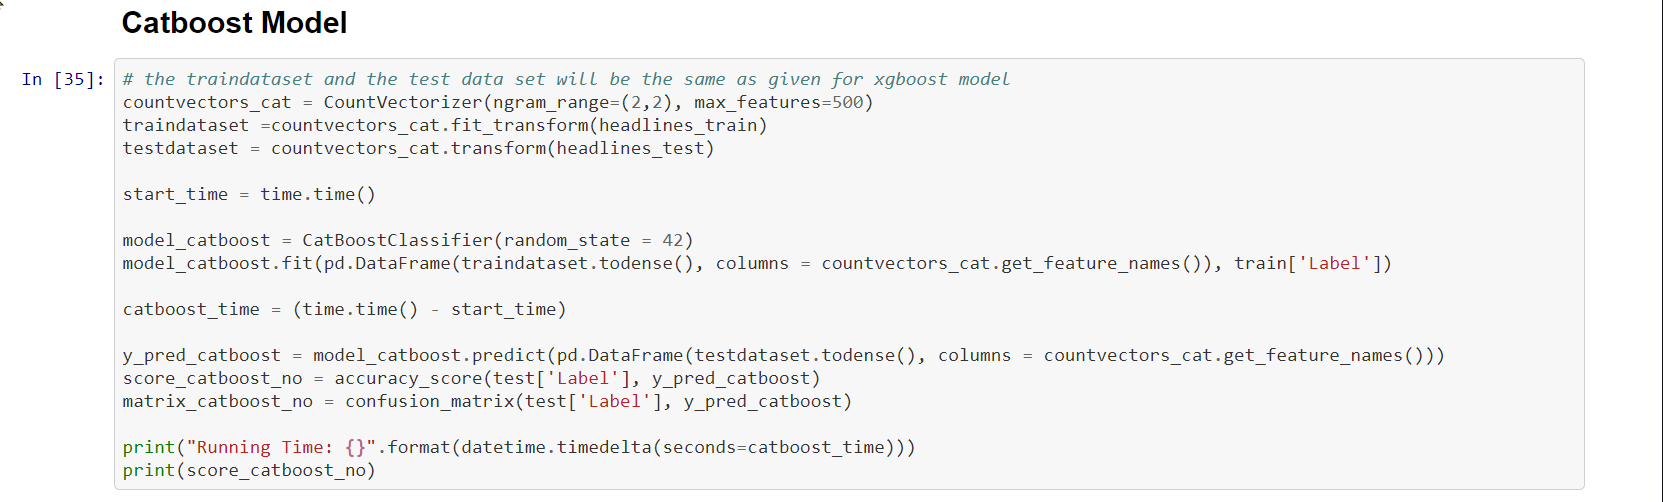 Catboost Model
In [35]:
# the traindataset and the test data set will be the same as given for xgboost model
countvectors_cat = CountVectorizer(ngram_range=(2,2), max_features=500)
traindataset =countvectors_cat.fit_transform(headlines_train)
testdataset = countvectors_cat.transform(headlines_test)
start_time = time.time()
model_catboost = CatBoostClassifier(random_state = 42)
model_catboost.fit(pd.DataFrame(traindataset.todense(), columns = countvectors_cat.get_feature_names()), train['Label'])
catboost_time = (time.time() - start_time)
y_pred_catboost = model_catboost.predict(pd.DataFrame(testdataset.todense(), columns = countvectors_cat.get_feature_names()))
score_catboost_no = accuracy_score(test['Label'], y_pred_catboost)
matrix_catboost_no = confusion_matrix(test['Label'], y_pred_catboost)
print("Running Time: {}".format(datetime.timedelta(seconds=catboost_time)))
print(score_catboost_no)